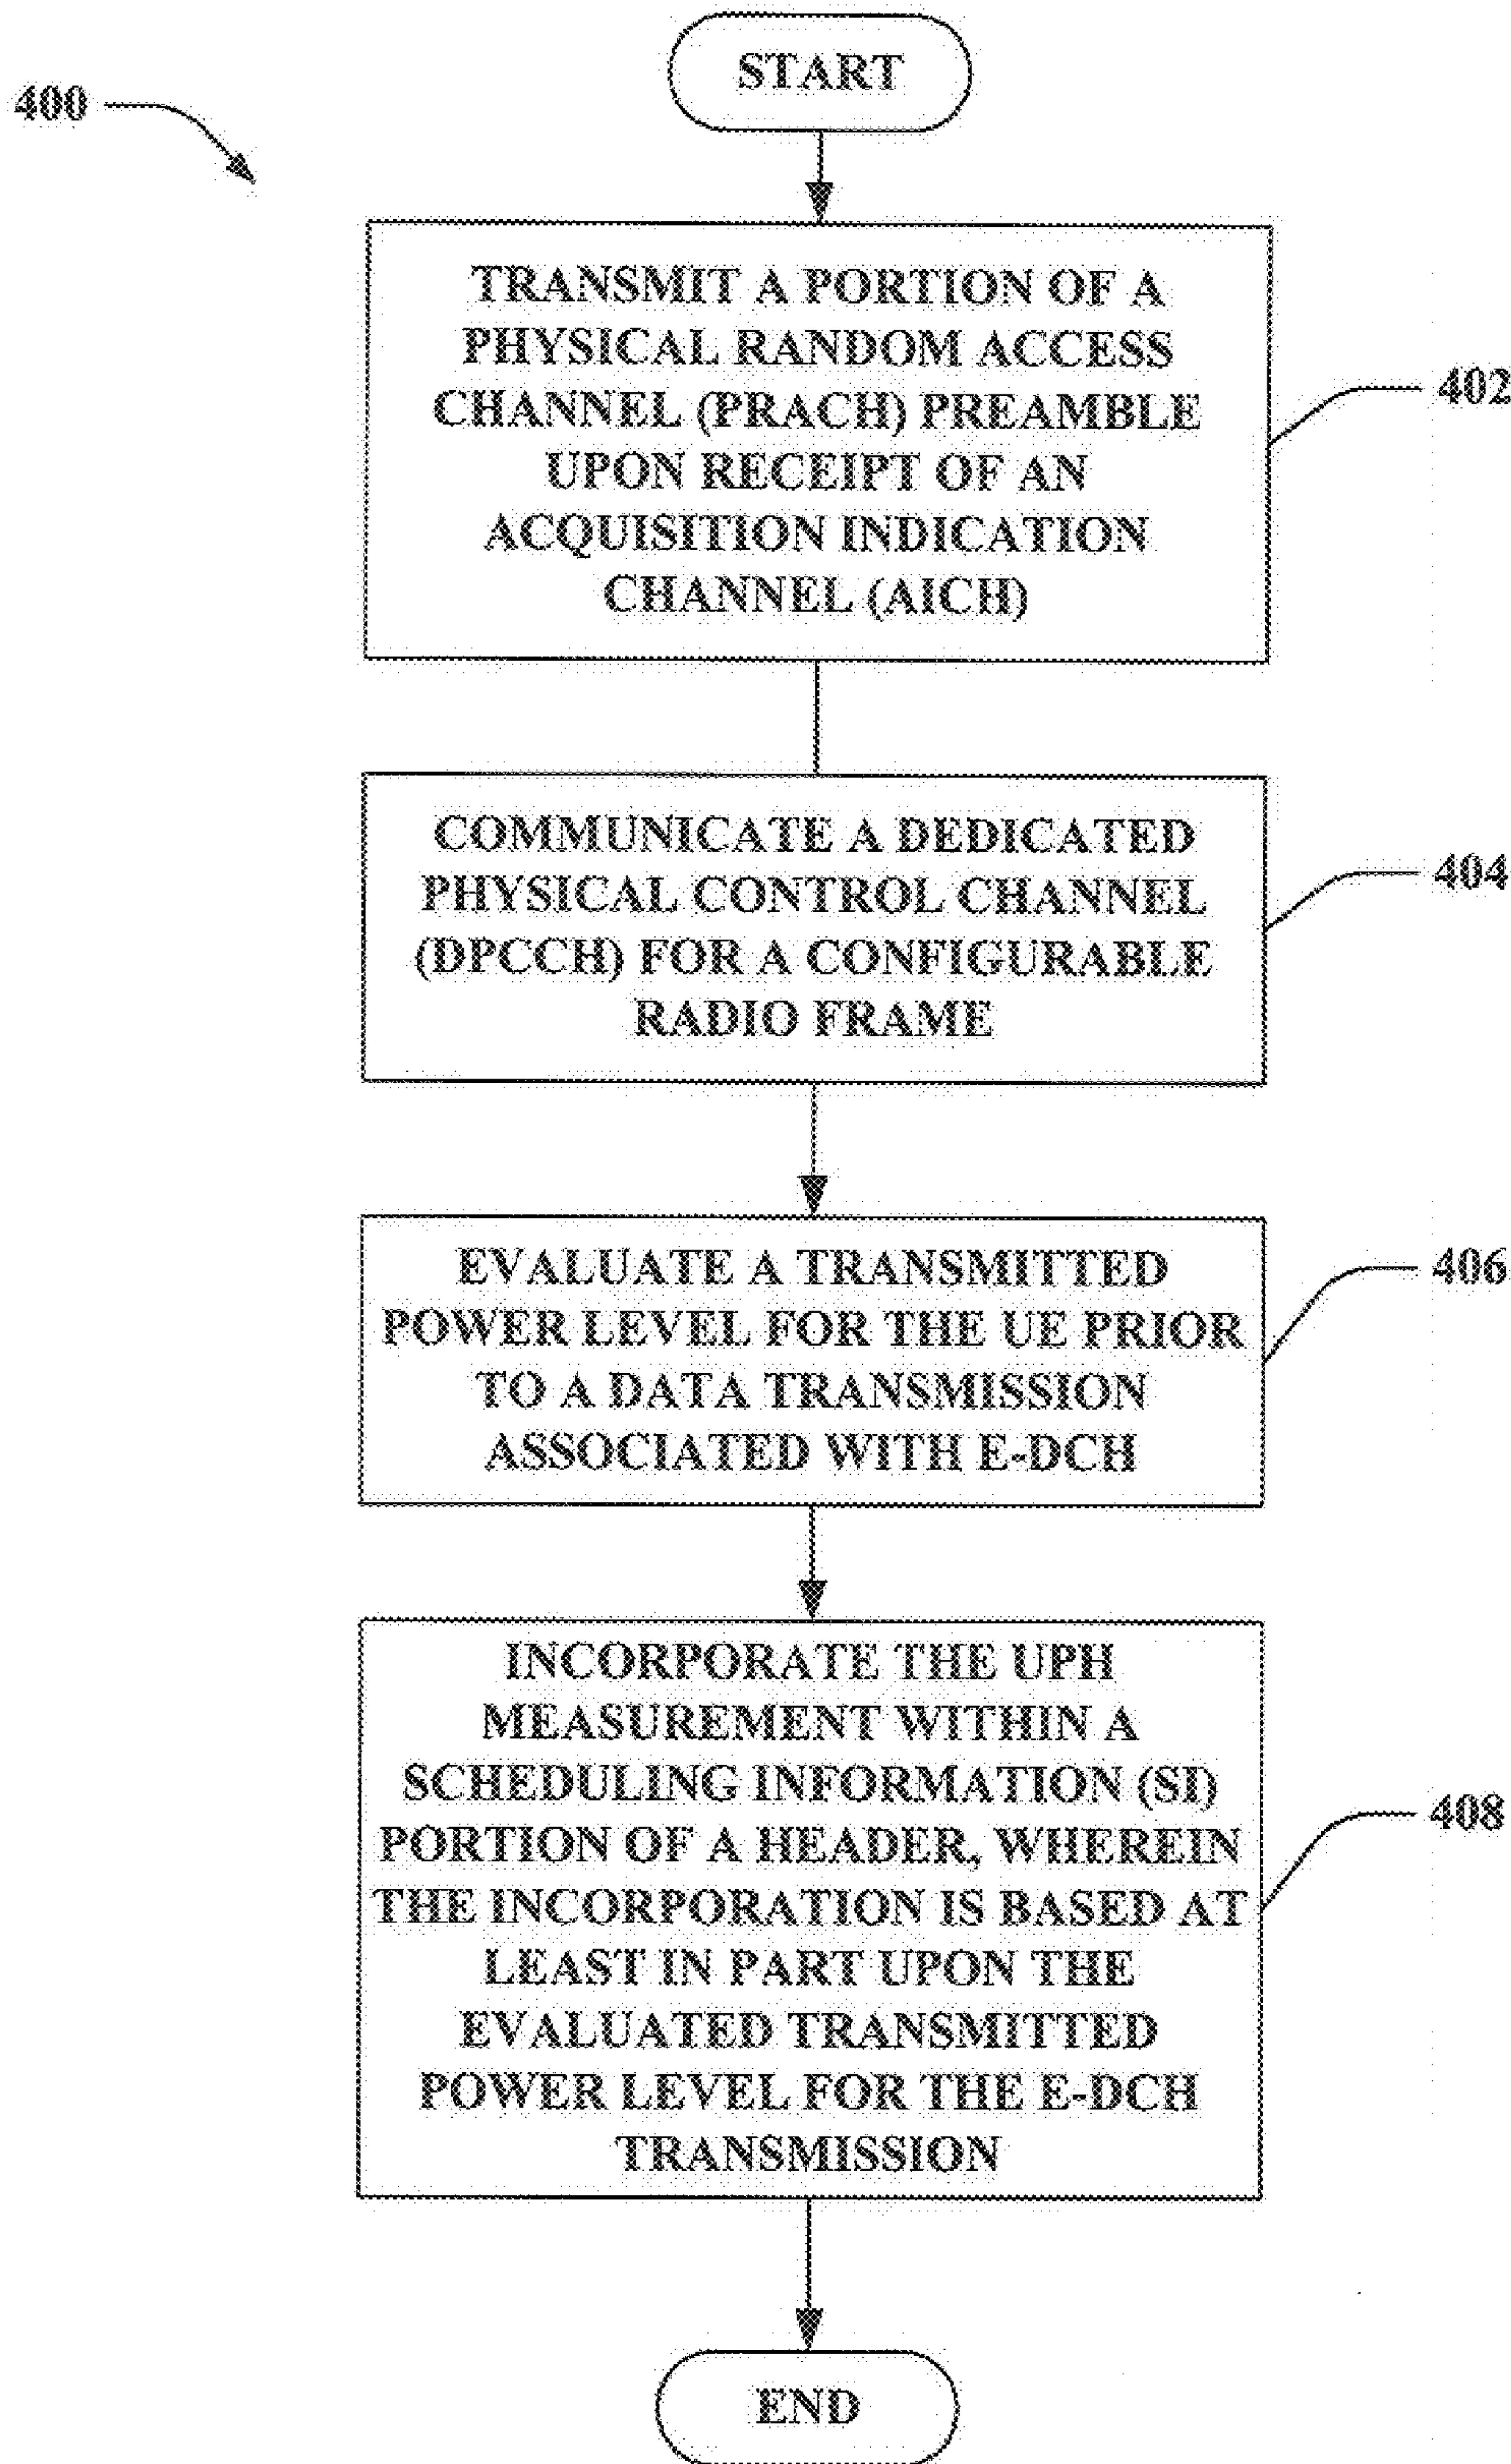 START
400
TRANSMIT A PORTION OF A
PHYSICAL RANDOM ACCESS
CHANNEL (PRACH) PREAMBLE
UPON RECEIPT OF AN
ACQUISITION INDICATION
CHANNEL (AICH)
402
COMMUNICATE A DEDICATED
PHYSICAL CONTROL CHANNEL
(DPCCH) FOR A CONFIGURABLE
RADIO FRAME
404
EVALUATE A TRANSMITTED
POWER LEVEL FOR THE UE PRIOR
TO A DATA TRANSMISSION
ASSOCIATED WITH E-DCH
406
INCORPORATE THE UPH
MEASUREMENT WITHIN A
SCHEDULING INFORMATION (SI)
PORTION OF A HEADER, WHEREIN
THE INCORPORATION IS BASED AT
LEAST IN PART UPON THE
EVALUATED TRANSMITTED
POWER LEVEL FOR THE E-DCH
TRANSMISSION
408
END